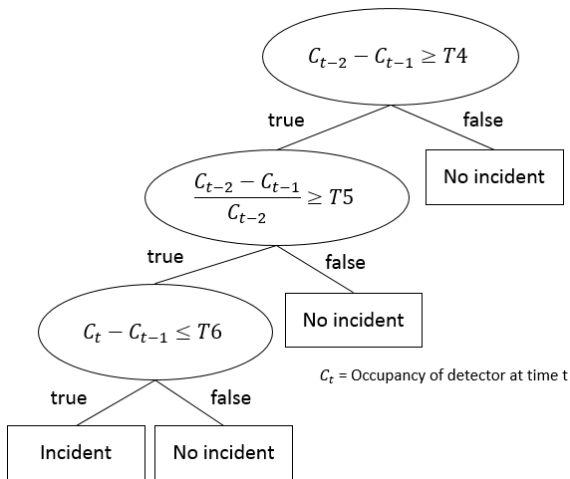 C_{t-2} − C_{t-1} ≥ T4
true
false
\frac{C_{t-2} − C_{t-1}}{C_{t-2}} ≥ T5
No incident
true
false
C_t − C_{t-1} ≤ T6
No incident
C_t = Occupancy of detector at time t
true
false
Incident
No incident